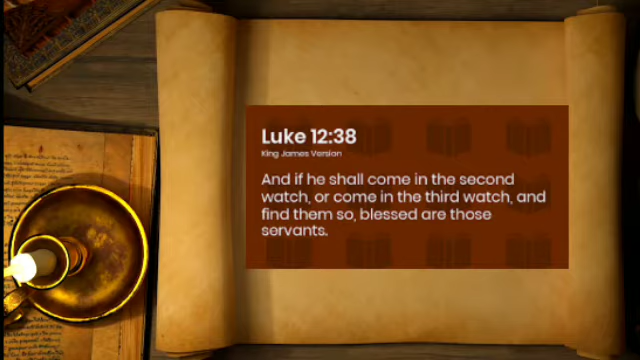 Luke 12:38
King James Version
And if he shall come in the second
watch, or come in the third watch, and
find them so, blessed are those
servants.